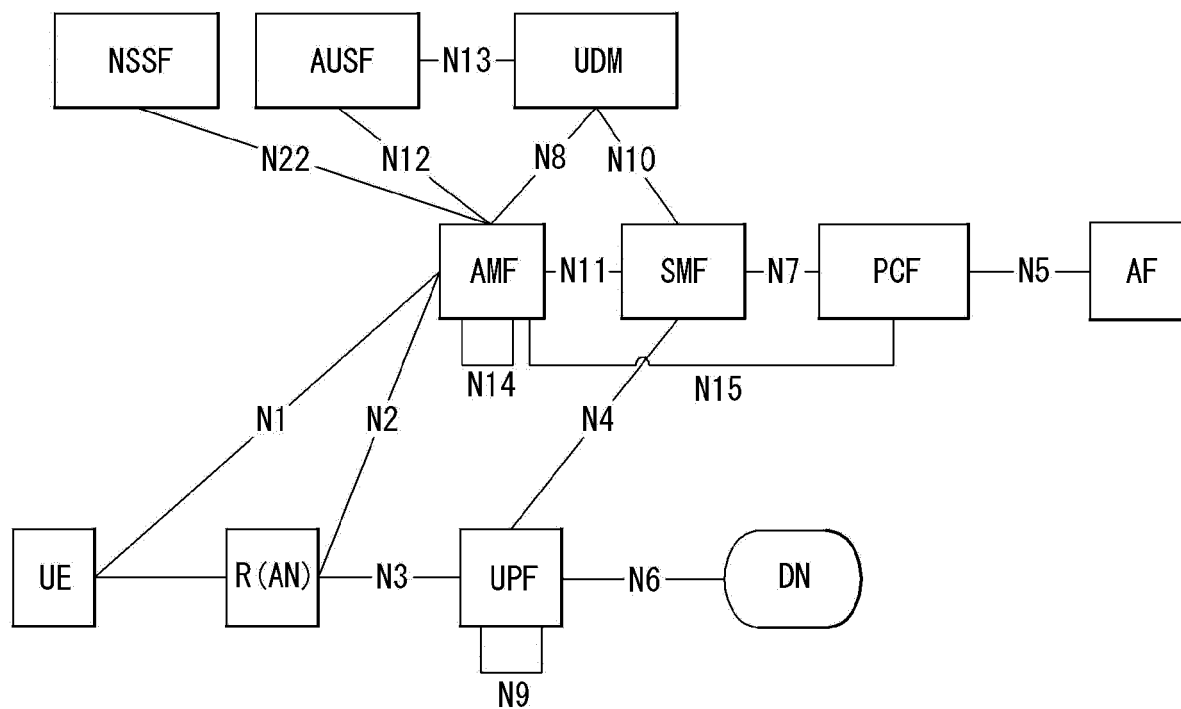 NSSF
AUSF
N13
UDM
N22
N12
N8
N10
AMF
N11
SMF
N7
PCF
N5
AF
N14
N15
N1
N2
N4
UE
R(AN)
N3
UPF
N6
DN
N9